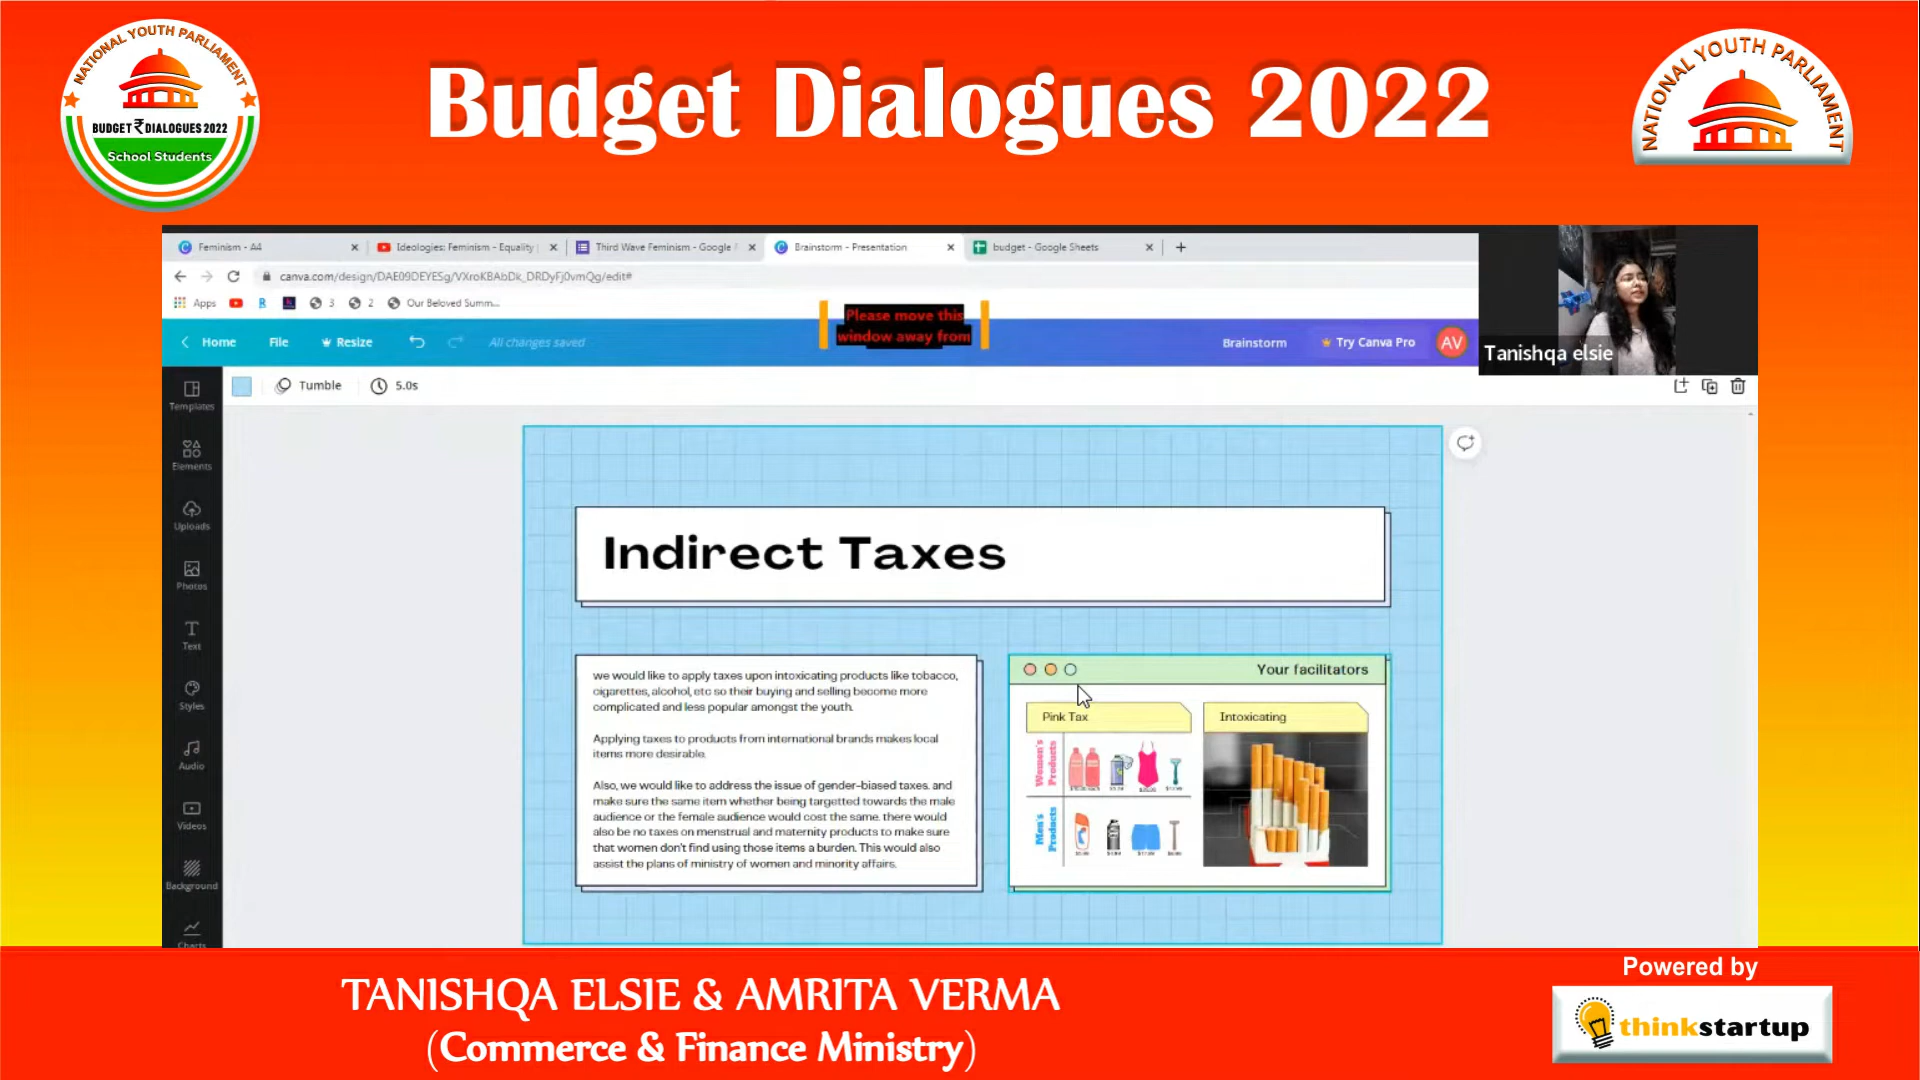 NATIONAL YOUTH PARLIAMENT
BUDGET ₹ DIALOGUES 2022
School Students
Budget Dialogues 2022
NATIONAL YOUTH PARLIAMENT
Feminism - A4
Ideologies: Feminism - Equality
Third Wave Feminism - Google
Brainstorm - Presentation
budget - Google Sheets
canva.com/design/DAE09DEYESg/VXroKBAbDk_DRDyFj0vmQg/edit#
Apps
3
2
Our Beloved Summ...
Please move this
window away from
Home
File
Resize
All changes saved
Brainstorm
Try Canva Pro
AV
Tanishqa elsie
Tumble
5.0s
Templates
Elements
Uploads
Photos
Text
Styles
Audio
Videos
Background
Charts
Indirect Taxes
we would like to apply taxes upon intoxicating products like tobacco,
cigarettes, alcohol, etc so their buying and selling become more
complicated and less popular amongst the youth.
Applying taxes to products from international brands makes local
items more desirable.
Also, we would like to address the issue of gender-biased taxes. and
make sure the same item whether being targetted towards the male
audience or the female audience would cost the same. there would
also be no taxes on menstrual and maternity products to make sure
that women don't find using those items a burden. This would also
assist the plans of ministry of women and minority affairs.
Your facilitators
Pink Tax
Intoxicating
Women's
Products
Men's
Products
TANISHQA ELSIE & AMRITA VERMA
(Commerce & Finance Ministry)
Powered by
thinkstartup